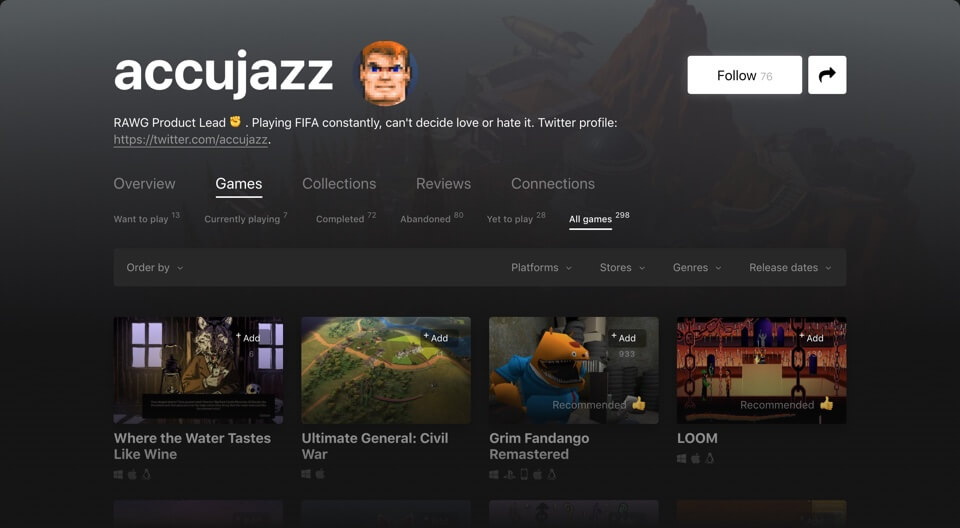 accujazz
Follow 76
RAWG Product Lead ✊ . Playing FIFA constantly, can't decide love or hate it. Twitter profile:
https://twitter.com/accujazz.
Overview Games Collections Reviews Connections
Want to play 13 Currently playing 7 Completed 72 Abandoned 80 Yet to play 28 All games 298
Order by Platforms Stores Genres Release dates
+ Add
+ Add
+ Add
933
+ Add
Recommended 👍
Recommended 👍
Where the Water Tastes
Like Wine
Ultimate General: Civil
War
Grim Fandango
Remastered
LOOM